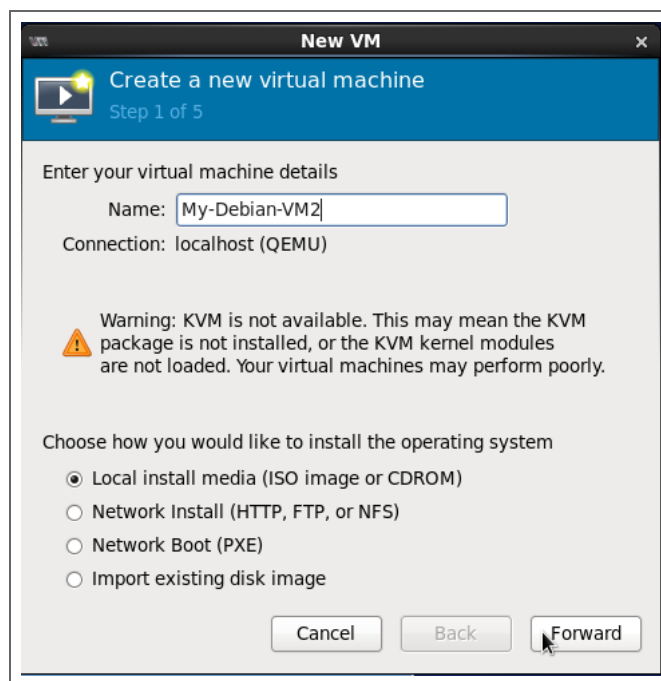 New VM
Create a new virtual machine
Step 1 of 5
Enter your virtual machine details
Name: My-Debian-VM2
Connection: localhost (QEMU)
Warning: KVM is not available. This may mean the KVM
package is not installed, or the KVM kernel modules
are not loaded. Your virtual machines may perform poorly.
Choose how you would like to install the operating system
Local install media (ISO image or CDROM)
Network Install (HTTP, FTP, or NFS)
Network Boot (PXE)
Import existing disk image
Cancel Back Forward